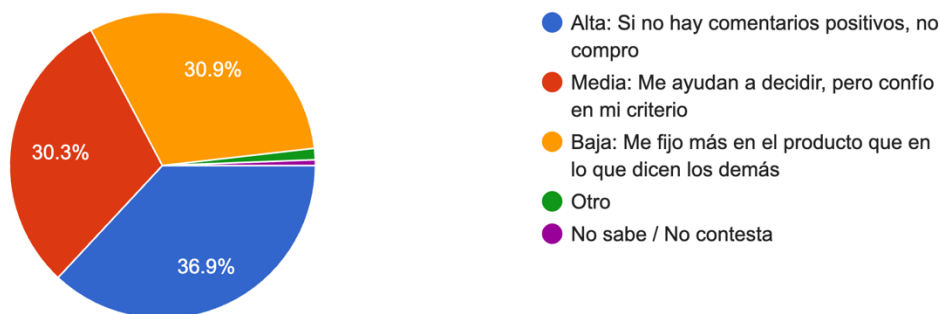 30.9%
30.3%
36.9%
Alta: Si no hay comentarios positivos, no
compro
Media: Me ayudan a decidir, pero confío
en mi criterio
Baja: Me fijo más en el producto que en
lo que dicen los demás
Otro
No sabe / No contesta